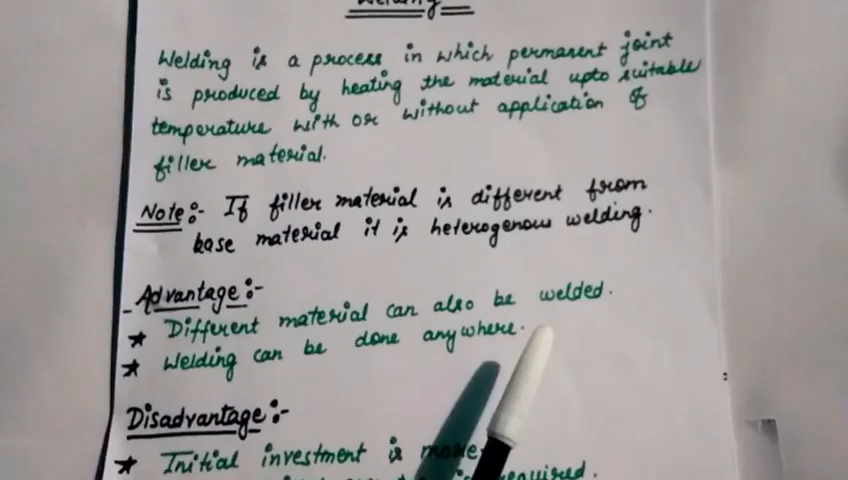 Welding
Welding is a process in which permanent joint
is produced by heating the material upto suitable
temperature with or without application of
filler material.
Note:- If filler material is different from
base material it is heterogenous welding.
Advantage:-
★ Different material can also be welded.
★ Welding can be done anywhere.
Disadvantage:-
★ Initial investment is more
required.